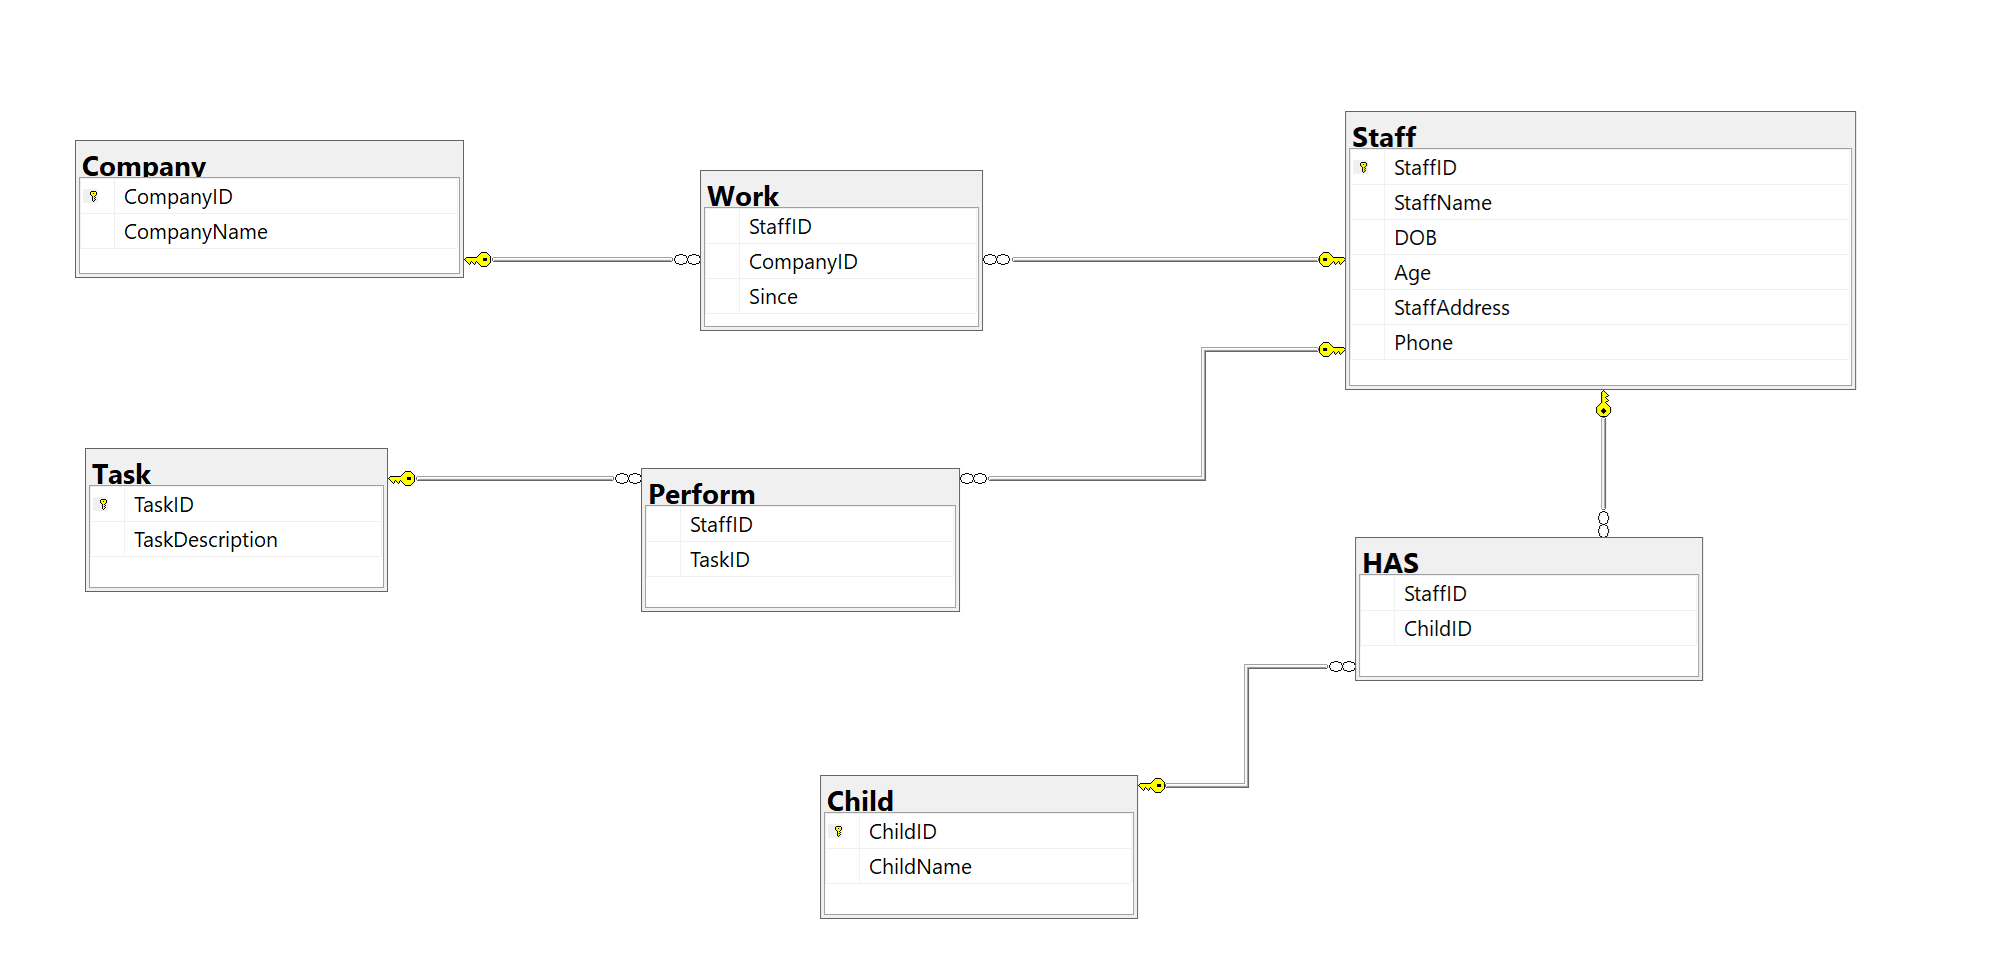 Company
CompanyID
CompanyName
Work
StaffID
CompanyID
Since
Staff
StaffID
StaffName
DOB
Age
StaffAddress
Phone
Task
TaskID
TaskDescription
Perform
StaffID
TaskID
HAS
StaffID
ChildID
Child
ChildID
ChildName